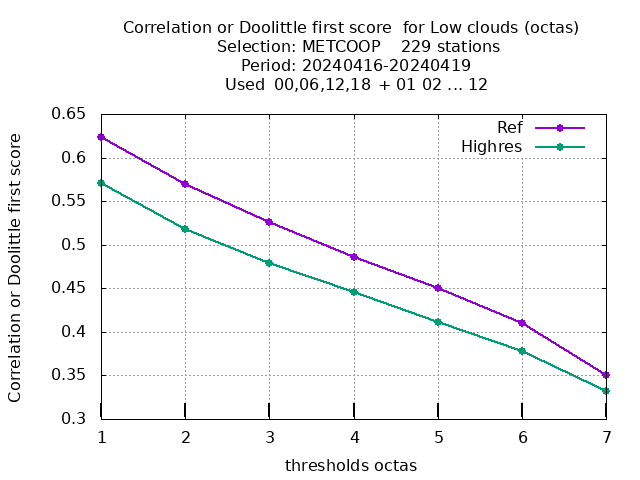 Correlation or Doolittle first score  for Low clouds (octas)
Selection: METCOOP    229 stations
Period: 20240416-20240419
Used  00,06,12,18 + 01 02 ... 12
Correlation or Doolittle first score
0.65
0.6
0.55
0.5
0.45
0.4
0.35
0.3
Ref
Highres
1 2 3 4 5 6 7
thresholds octas